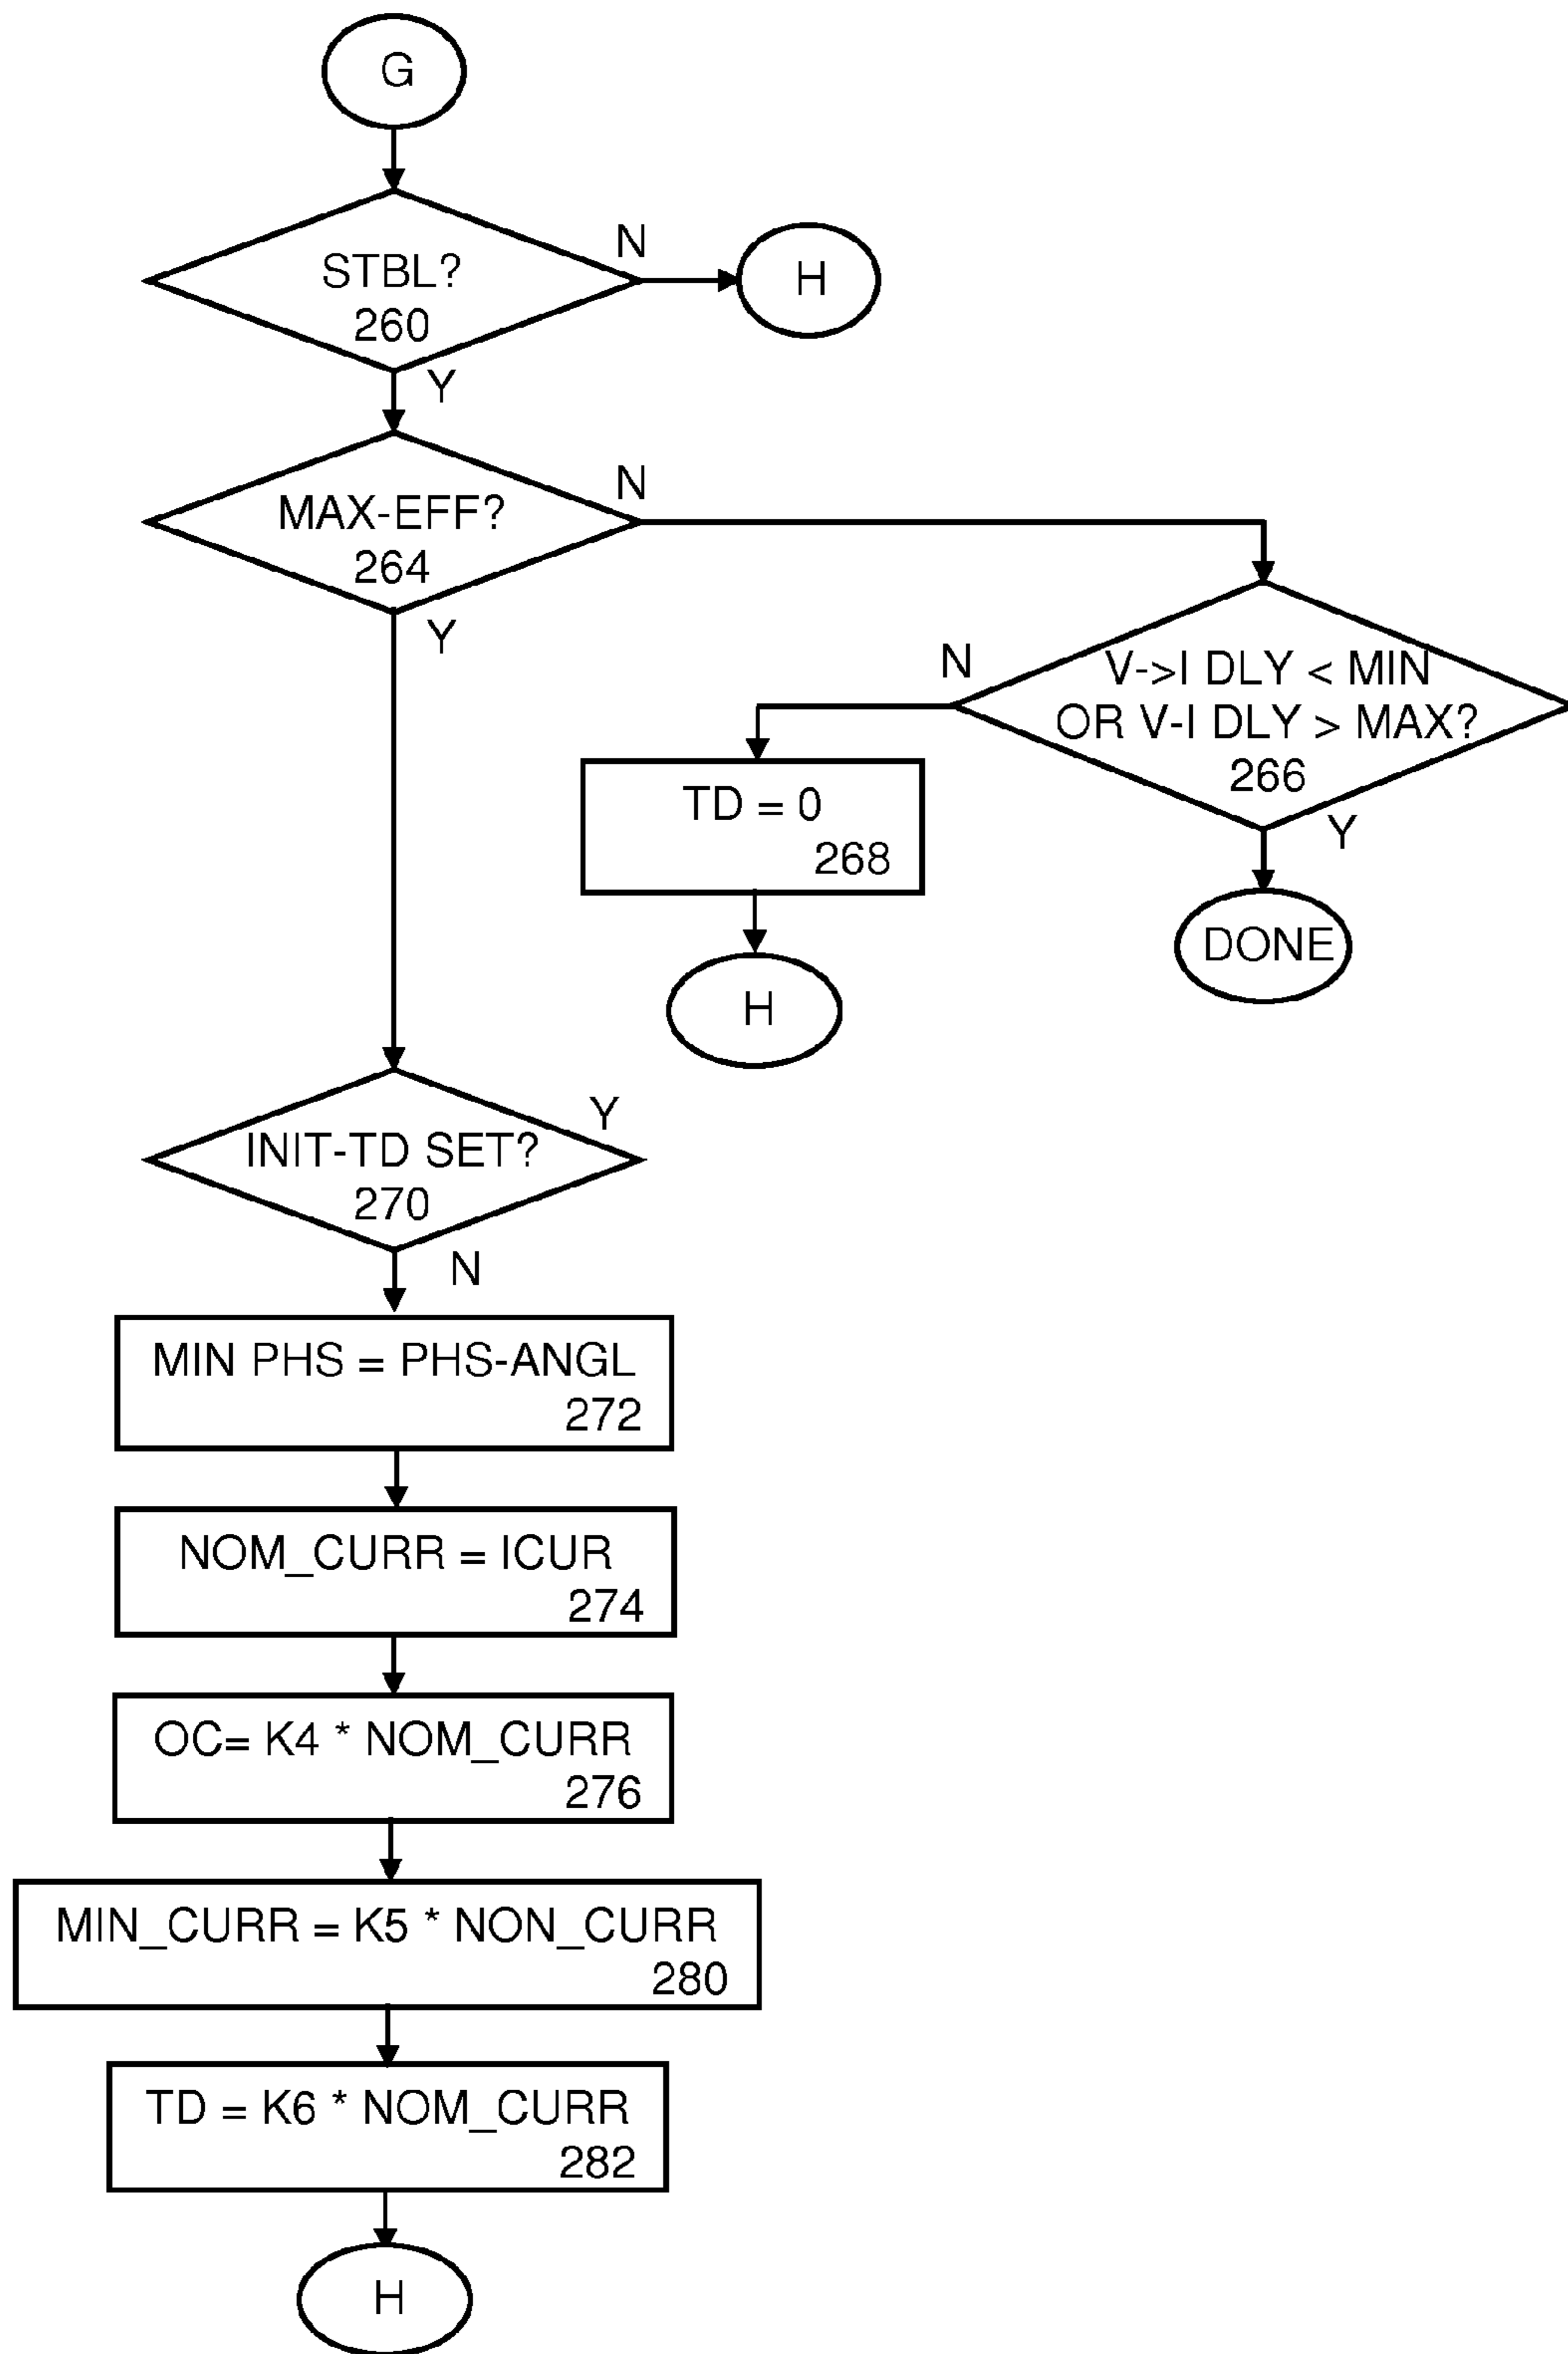 G
STBL?
260
N
H
Y
MAX-EFF?
264
N
Y
V->I DLY < MIN
OR V-I DLY > MAX?
266
N
Y
TD = 0
268
DONE
H
INIT-TD SET?
270
Y
N
MIN PHS = PHS-ANGL
272
NOM_CURR = ICUR
274
OC= K4 * NOM_CURR
276
MIN_CURR = K5 * NON_CURR
280
TD = K6 * NOM_CURR
282
H